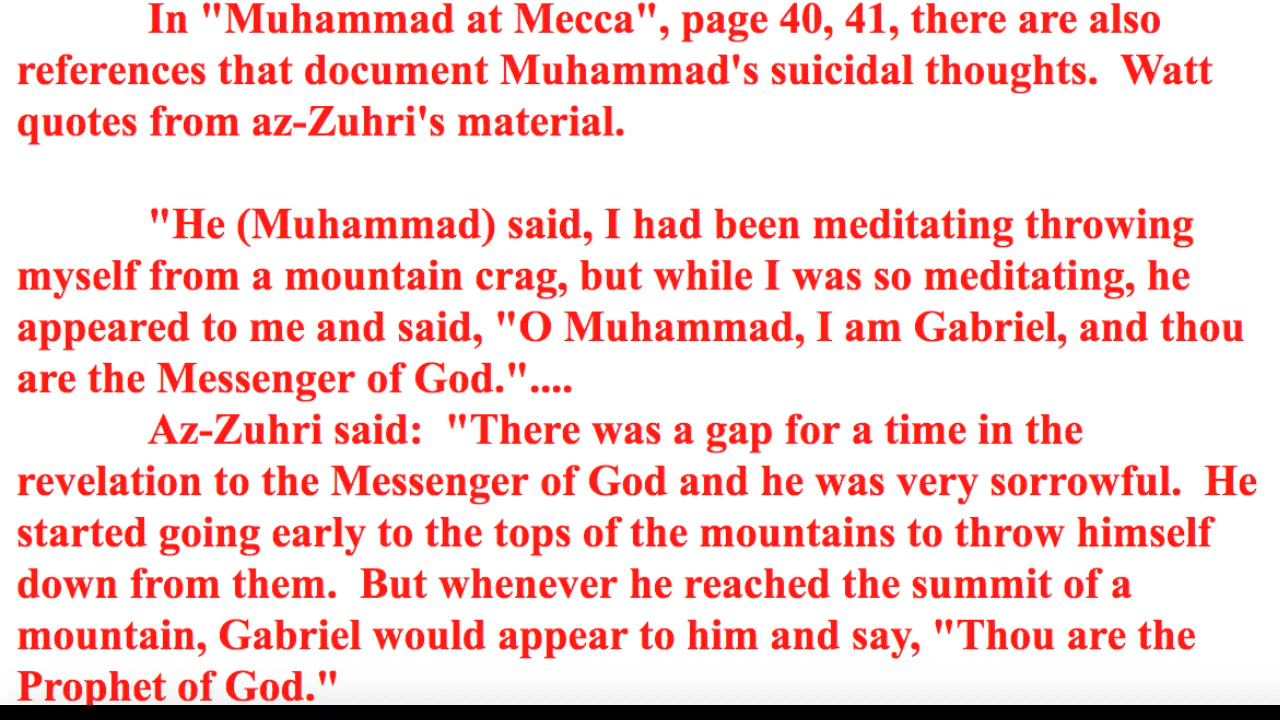 In "Muhammad at Mecca", page 40, 41, there are also
references that document Muhammad's suicidal thoughts.  Watt
quotes from az-Zuhri's material.
"He (Muhammad) said, I had been meditating throwing
myself from a mountain crag, but while I was so meditating, he
appeared to me and said, "O Muhammad, I am Gabriel, and thou
are the Messenger of God."....
Az-Zuhri said:  "There was a gap for a time in the
revelation to the Messenger of God and he was very sorrowful.  He
started going early to the tops of the mountains to throw himself
down from them.  But whenever he reached the summit of a
mountain, Gabriel would appear to him and say, "Thou are the
Prophet of God."